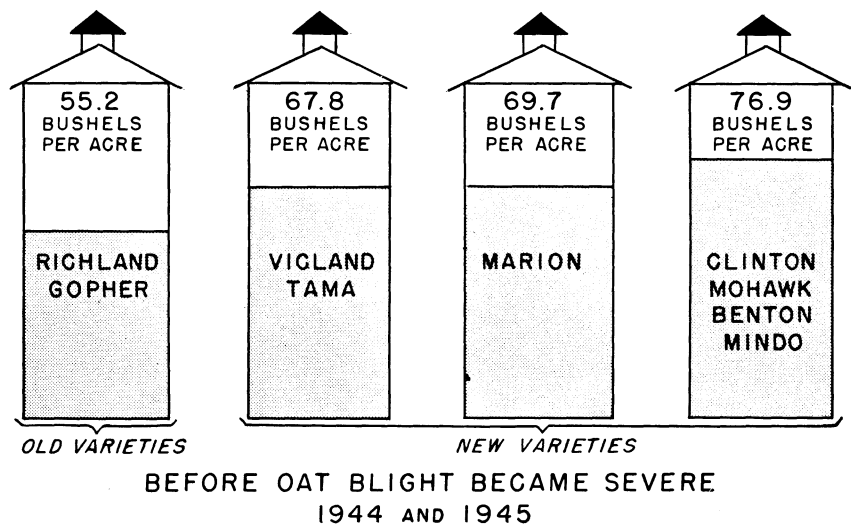 55.2
BUSHELS
PER ACRE
RICHLAND
GOPHER
67.8
BUSHELS
PER ACRE
VICLAND
TAMA
69.7
BUSHELS
PER ACRE
MARION
76.9
BUSHELS
PER ACRE
CLINTON
MOHAWK
BENTON
MINDO
OLD VARIETIES
NEW VARIETIES
BEFORE OAT BLIGHT BECAME SEVERE
1944 AND 1945